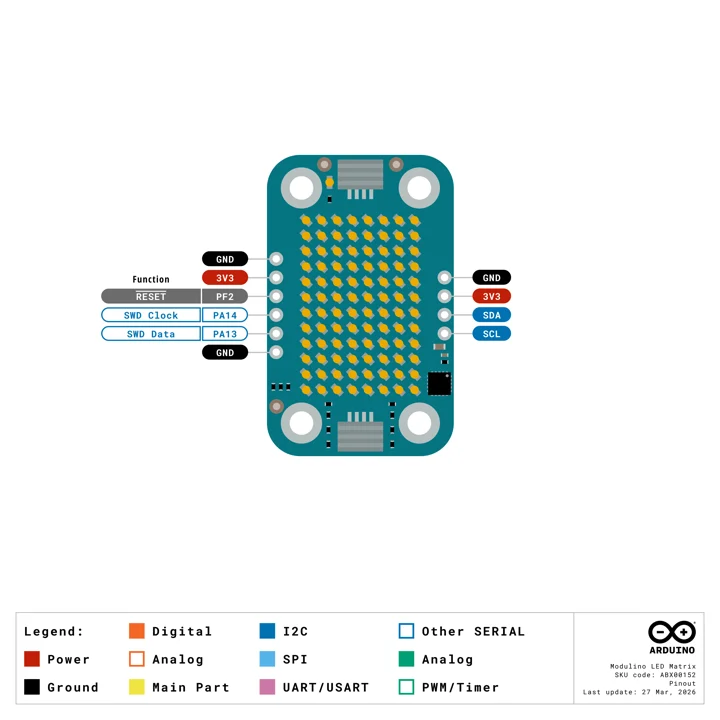 GND
Function 3V3 GND
RESET PF2 3V3
SWD Clock PA14 SDA
SWD Data PA13 SCL
GND
Legend: Digital I2C Other SERIAL
Power Analog SPI Analog
Ground Main Part UART/USART PWM/Timer
ARDUINO
Modulino LED Matrix
SKU code: ABX00152
Pinout
Last update: 27 Mar, 2026